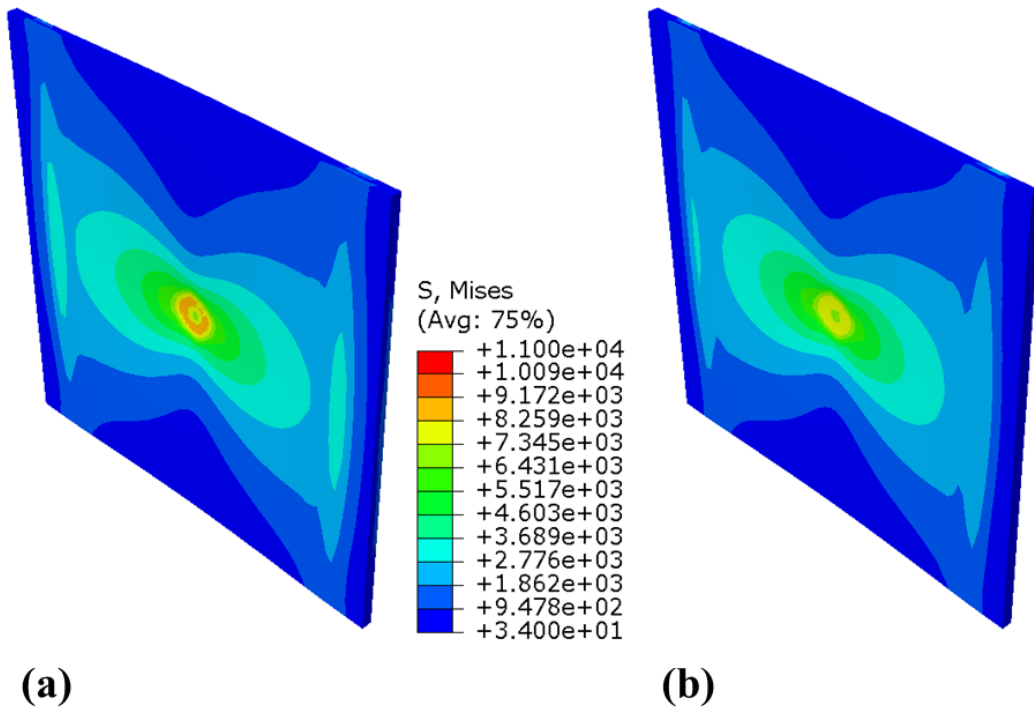 S, Mises
(Avg: 75%)
+1.100e+04
+1.009e+04
+9.172e+03
+8.259e+03
+7.345e+03
+6.431e+03
+5.517e+03
+4.603e+03
+3.689e+03
+2.776e+03
+1.862e+03
+9.478e+02
+3.400e+01
(a)
(b)